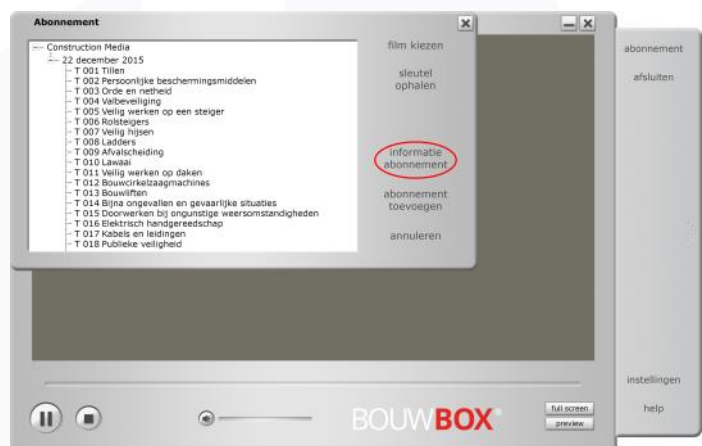 Abonnement
Construction Media
22 december 2015
T 001 Tillen
T 002 Persoonlijke beschermingsmiddelen
T 003 Orde en netheid
T 004 Valbeveiliging
T 005 Veilig werken op een steiger
T 006 Rolsteigers
T 007 Veilig hijsen
T 008 Ladders
T 009 Afvalscheiding
T 010 Lawaai
T 011 Veilig werken op daken
T 012 Bouwcirkelzaagmachines
T 013 Bouwliften
T 014 Bijna ongevallen en gevaarlijke situaties
T 015 Doorwerken bij ongunstige weersomstandigheden
T 016 Elektrisch handgereedschap
T 017 Kabels en leidingen
T 018 Publieke veiligheid
film kiezen
sleutel
ophalen
informatie
abonnement
abonnement
toevoegen
annuleren
abonnement
afsluiten
instellingen
help
BOUWBOX
full screen
preview